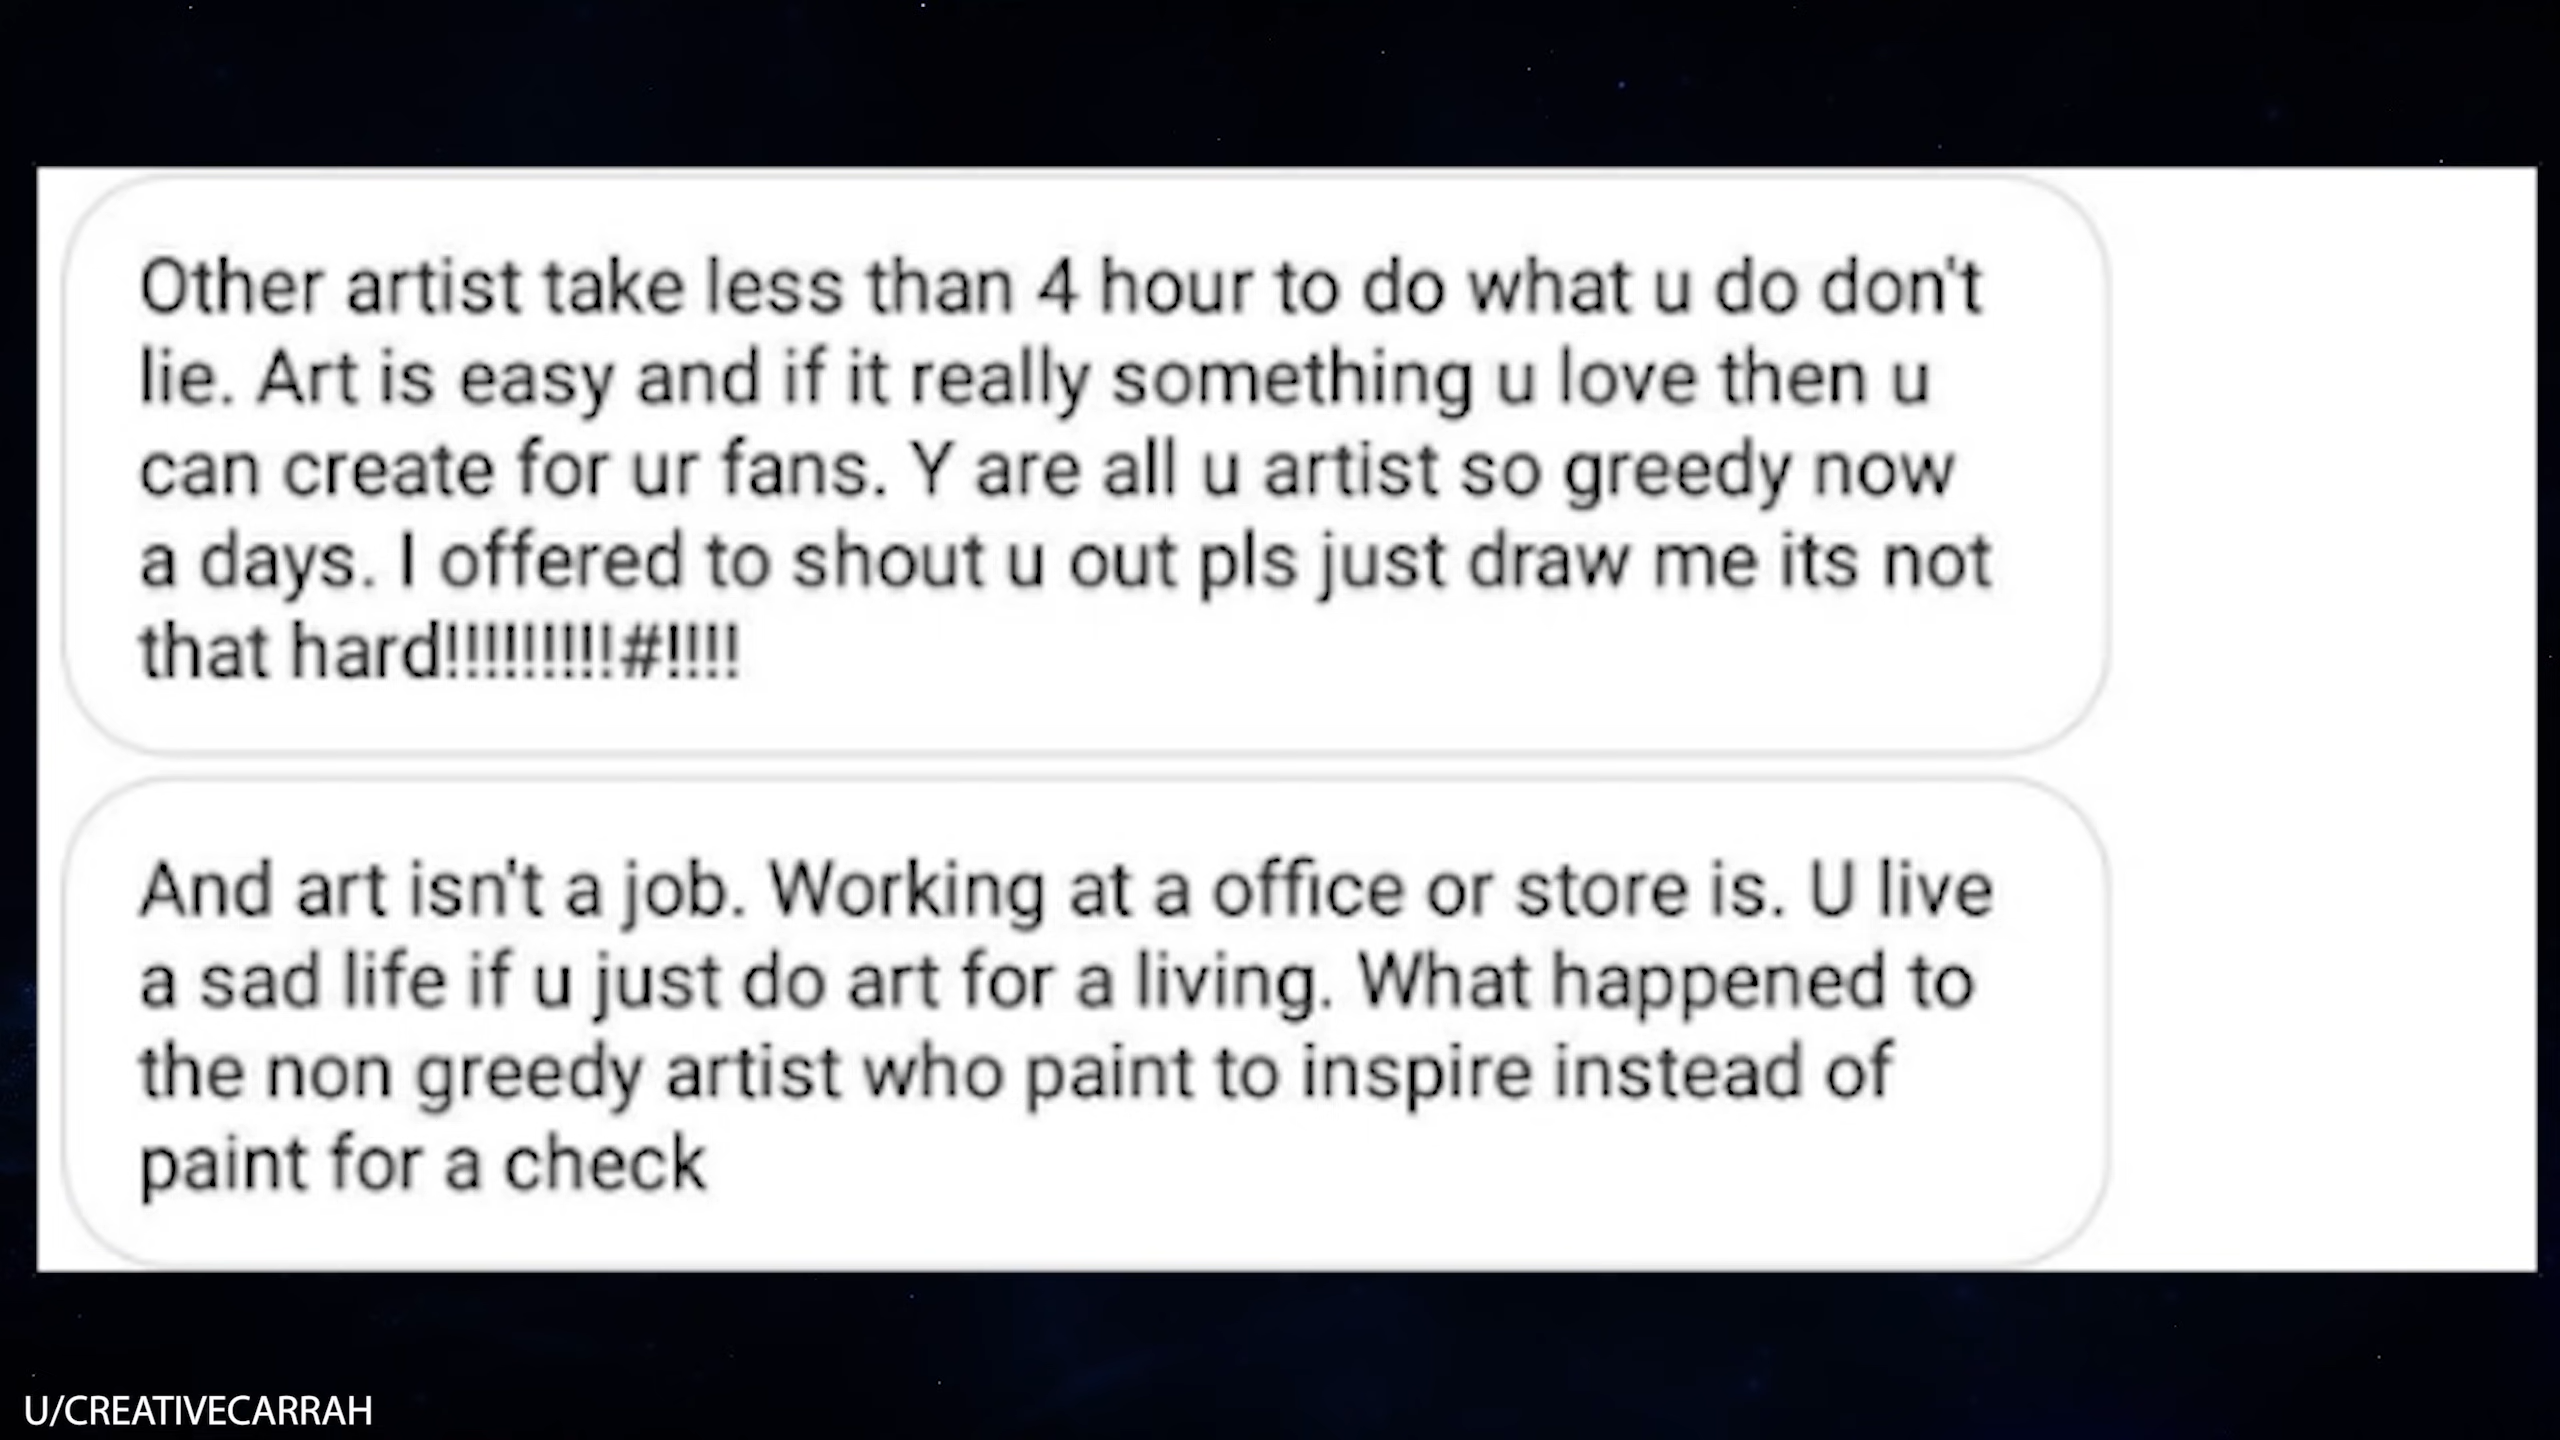 Other artist take less than 4 hour to do what u do don't
lie. Art is easy and if it really something u love then u
can create for ur fans. Y are all u artist so greedy now
a days. I offered to shout u out pls just draw me its not
that hard!!!!!!!!!!#!!!!
And art isn't a job. Working at a office or store is. U live
a sad life if u just do art for a living. What happened to
the non greedy artist who paint to inspire instead of
paint for a check
U/CREATIVECARRAH